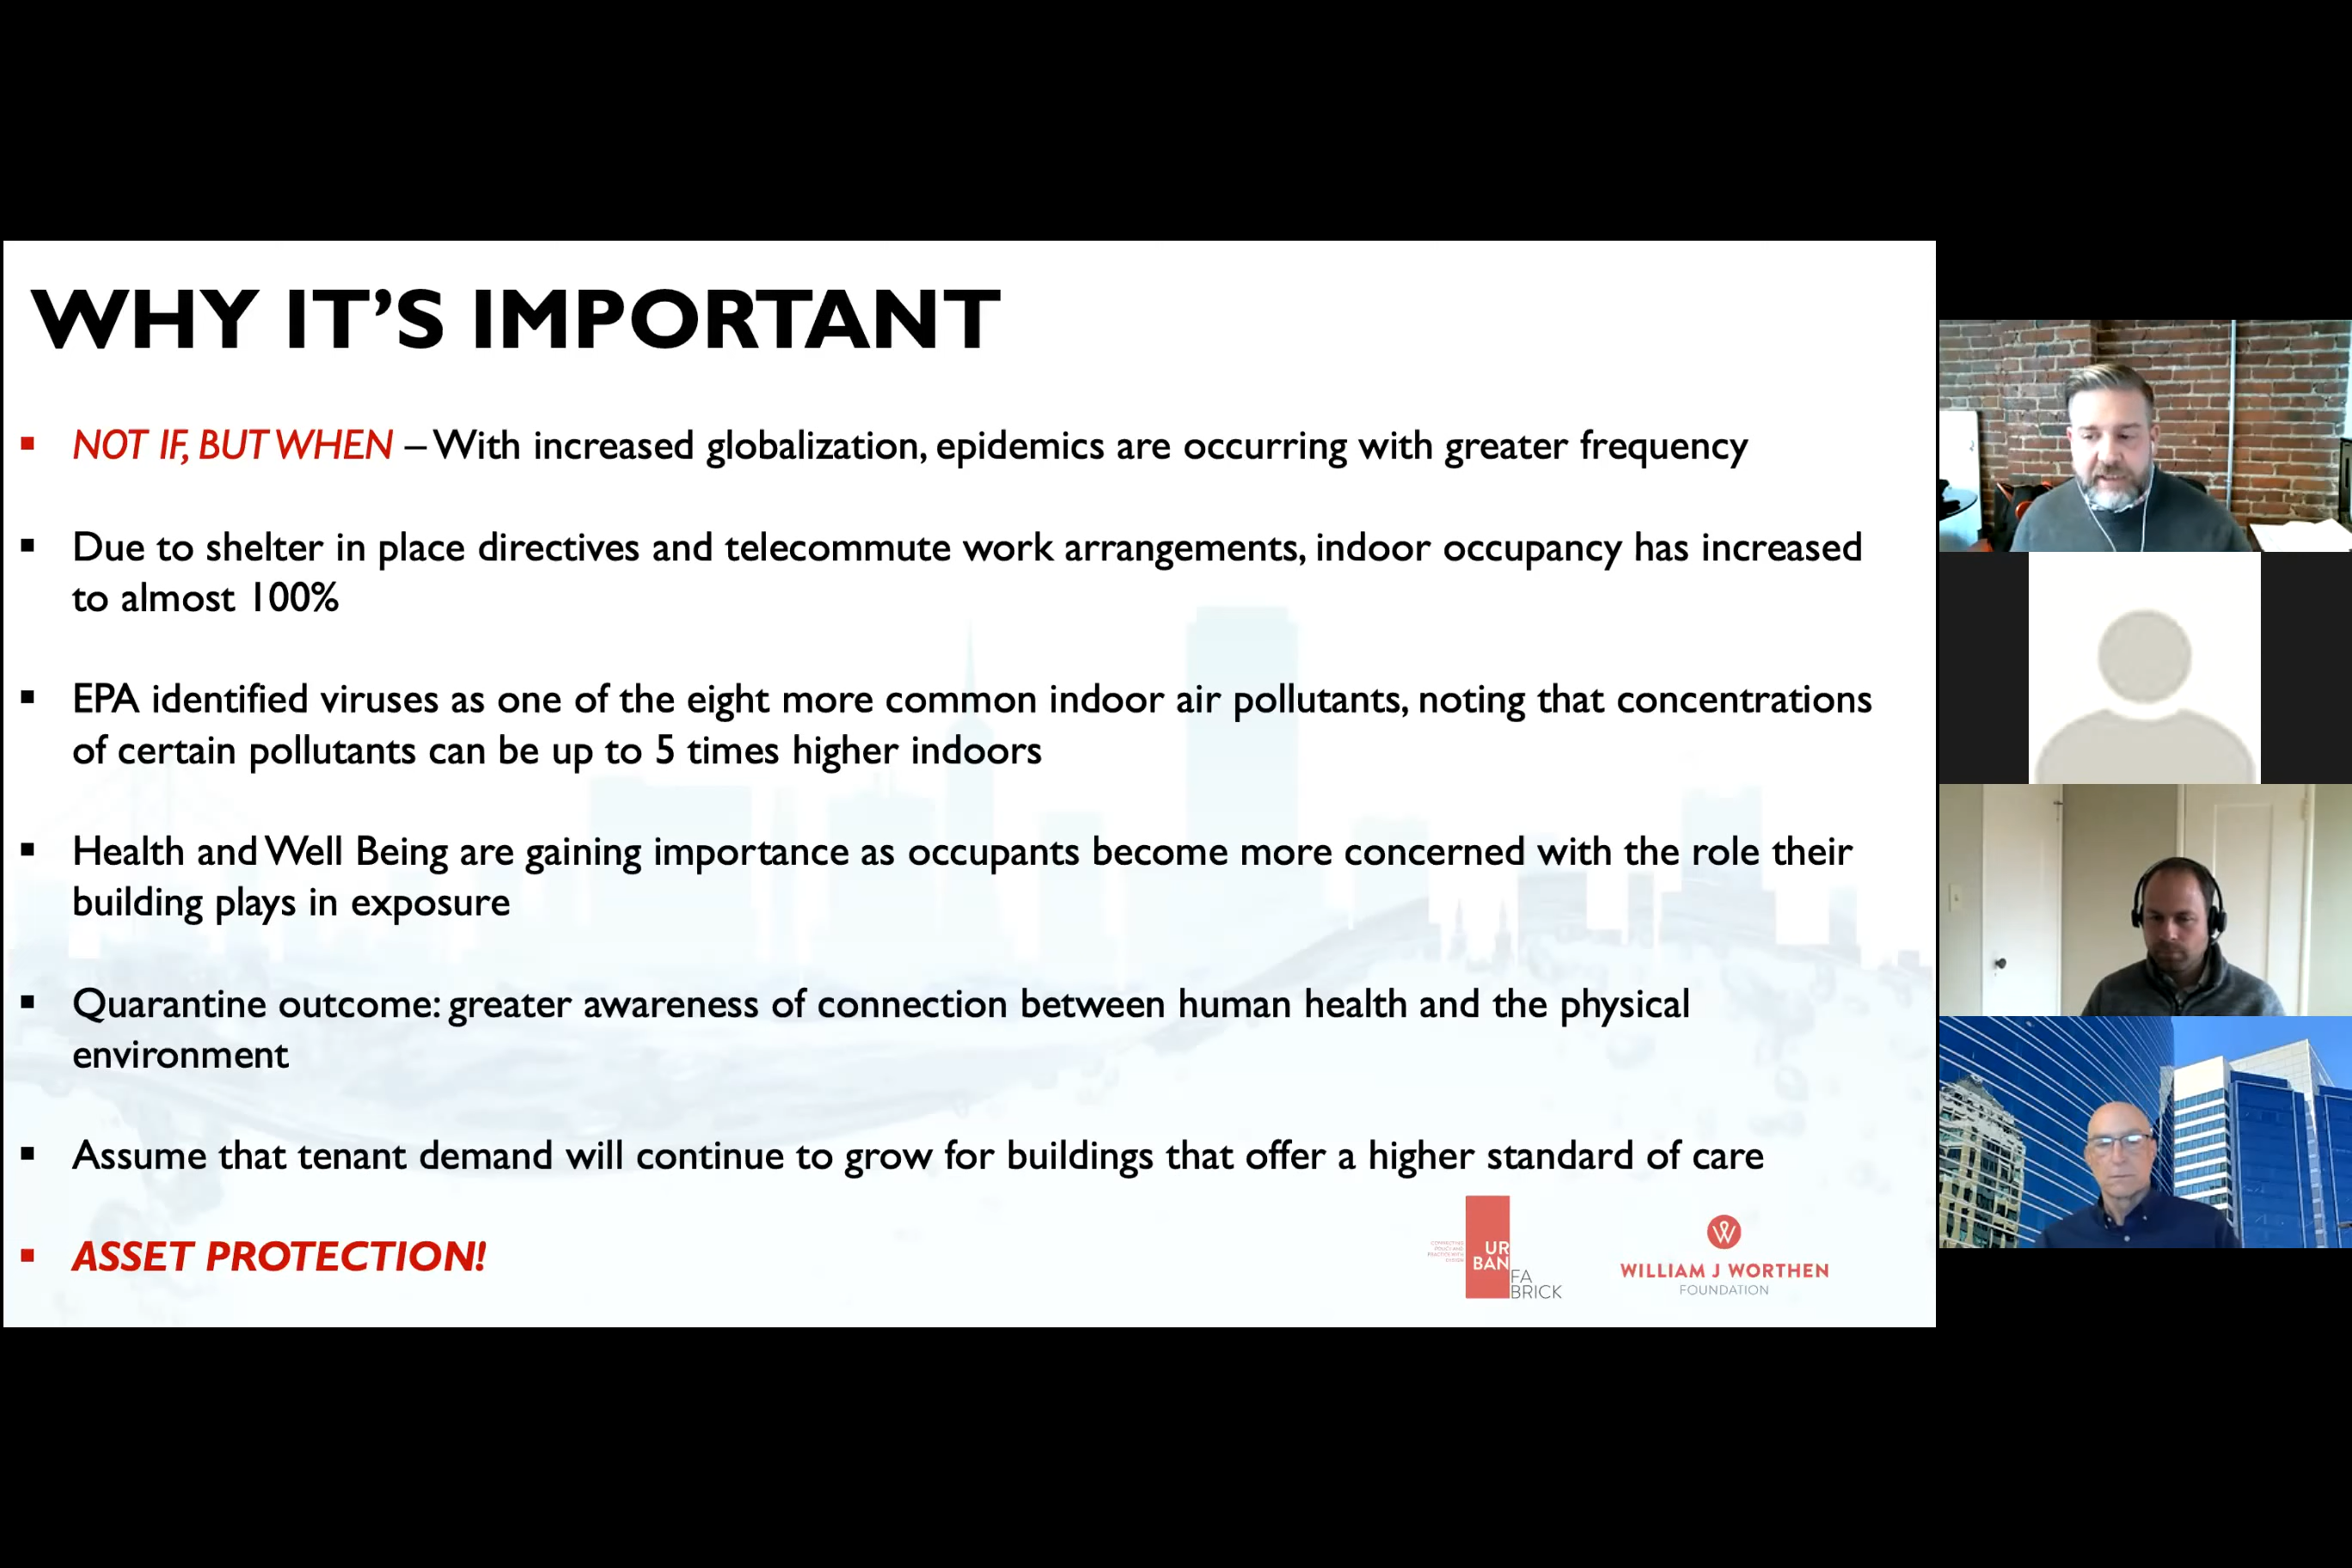 WHY IT'S IMPORTANT
▪ NOT IF, BUT WHEN – With increased globalization, epidemics are occurring with greater frequency
▪ Due to shelter in place directives and telecommute work arrangements, indoor occupancy has increased
to almost 100%
▪ EPA identified viruses as one of the eight more common indoor air pollutants, noting that concentrations
of certain pollutants can be up to 5 times higher indoors
▪ Health and Well Being are gaining importance as occupants become more concerned with the role their
building plays in exposure
▪ Quarantine outcome: greater awareness of connection between human health and the physical
environment
▪ Assume that tenant demand will continue to grow for buildings that offer a higher standard of care
▪ ASSET PROTECTION!
UR
BAN
FA
BRICK
WILLIAM J WORTHEN
FOUNDATION